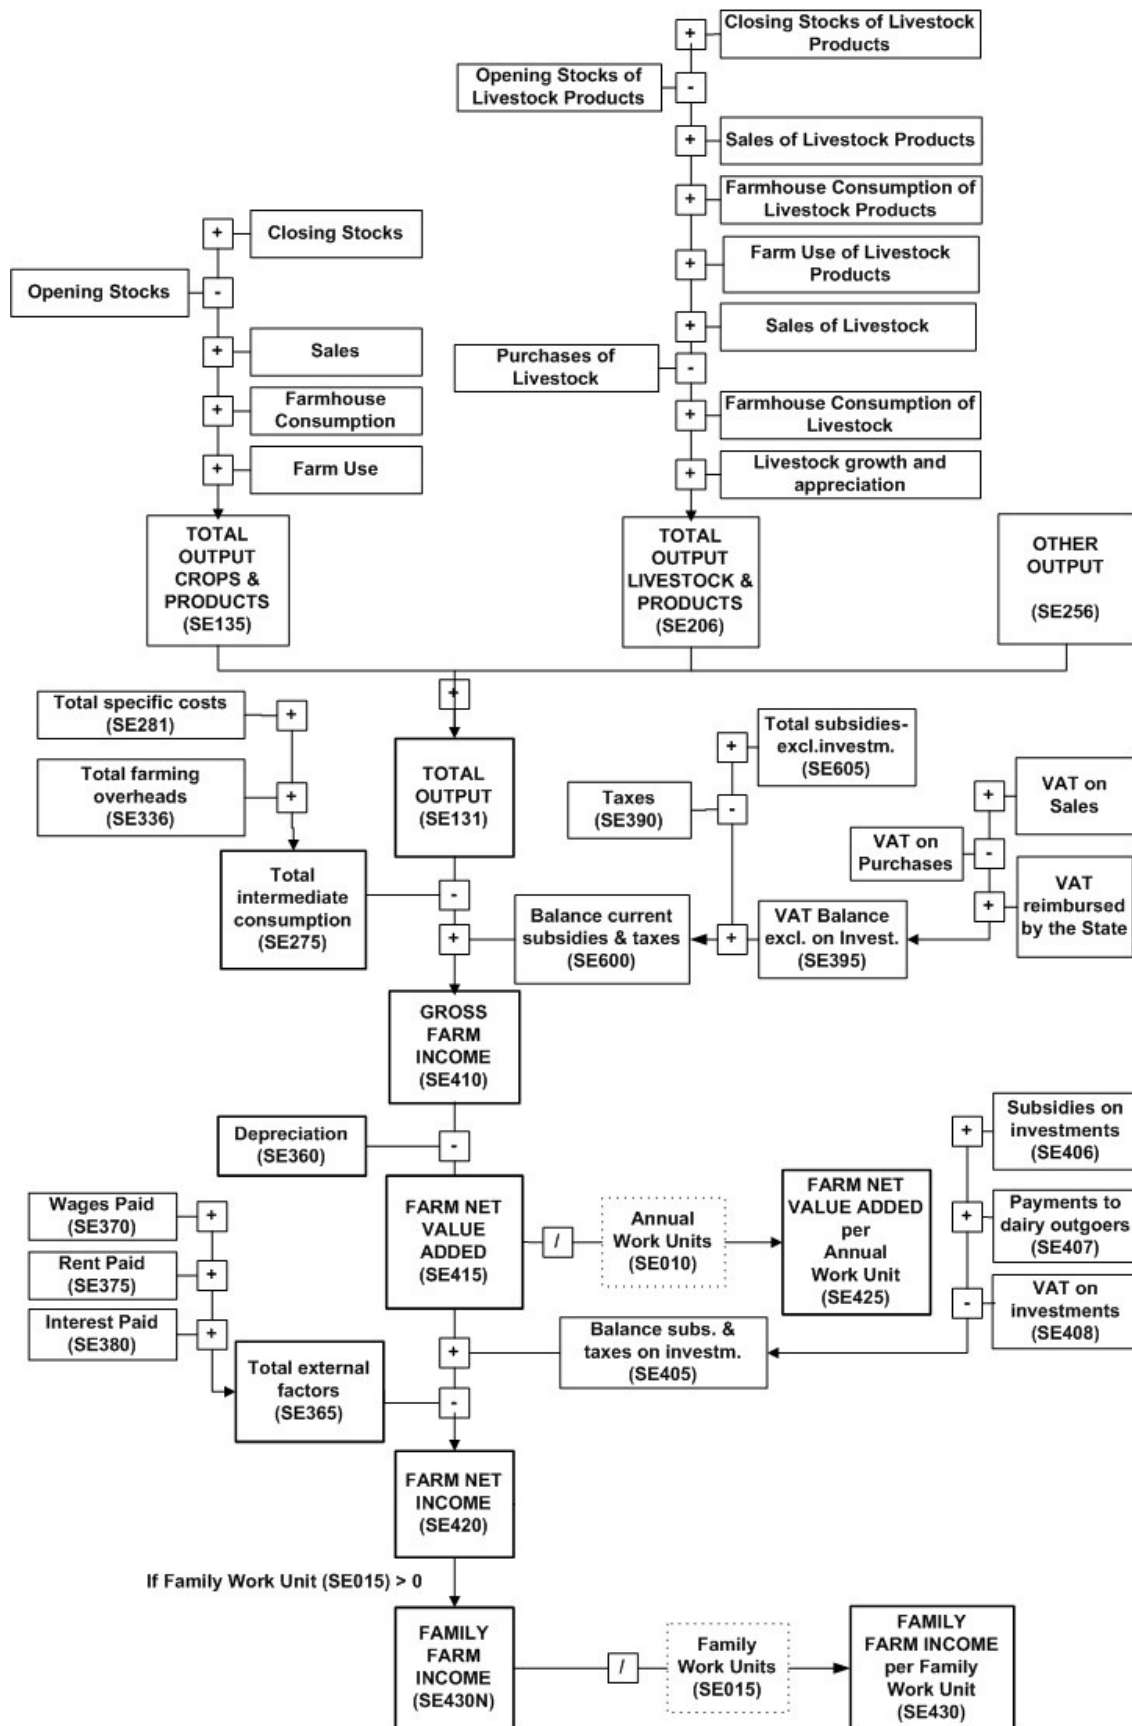 +
Closing Stocks of Livestock
Products
Opening Stocks of
Livestock Products
-
+
Sales of Livestock Products
+
Farmhouse Consumption of
Livestock Products
+
Farm Use of Livestock
Products
+
Sales of Livestock
Purchases of
Livestock
-
+
Farmhouse Consumption of
Livestock
+
Livestock growth and
appreciation
+
Closing Stocks
Opening Stocks
-
+
Sales
+
Farmhouse
Consumption
+
Farm Use
TOTAL
OUTPUT
CROPS &
PRODUCTS
(SE135)
TOTAL
OUTPUT
LIVESTOCK &
PRODUCTS
(SE206)
OTHER
OUTPUT
(SE256)
+
Total specific costs
(SE281)
+
Total farming
overheads
(SE336)
+
TOTAL
OUTPUT
(SE131)
+
Total subsidies-
excl.investm.
(SE605)
Taxes
(SE390)
-
+
VAT on
Sales
VAT on
Purchases
-
+
VAT
reimbursed
by the State
Total
intermediate
consumption
(SE275)
-
+
Balance current
subsidies & taxes
(SE600)
+
VAT Balance
excl. on Invest.
(SE395)
GROSS
FARM
INCOME
(SE410)
Depreciation
(SE360)
-
+
Subsidies on
investments
(SE406)
+
Payments to
dairy outgoers
(SE407)
-
VAT on
investments
(SE408)
Wages Paid
(SE370)
+
Rent Paid
(SE375)
+
Interest Paid
(SE380)
+
FARM NET
VALUE
ADDED
(SE415)
/
Annual
Work Units
(SE010)
FARM NET
VALUE ADDED
per
Annual
Work Unit
(SE425)
+
Balance subs. &
taxes on investm.
(SE405)
Total external
factors
(SE365)
-
FARM NET
INCOME
(SE420)
If Family Work Unit (SE015) > 0
FAMILY
FARM
INCOME
(SE430N)
/
Family
Work Units
(SE015)
FAMILY
FARM INCOME
per Family
Work Unit
(SE430)